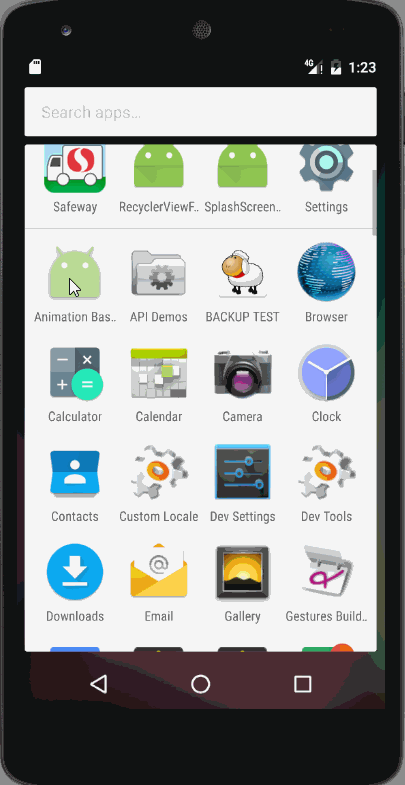 4G 1:23
Search apps...
Safeway RecyclerViewF.. SplashScreen.. Settings
Animation Bas.. API Demos BACKUP TEST Browser
Calculator Calendar Camera Clock
Contacts Custom Locale Dev Settings Dev Tools
Downloads Email Gallery Gestures Build..